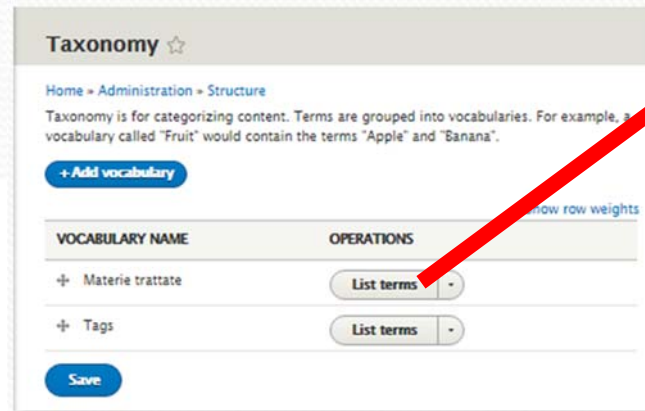 Taxonomy
Home » Administration » Structure
Taxonomy is for categorizing content. Terms are grouped into vocabularies. For example, a
vocabulary called "Fruit" would contain the terms "Apple" and "Banana".
+ Add vocabulary
row weights
VOCABULARY NAME OPERATIONS
Materie trattate List terms
Tags List terms
Save